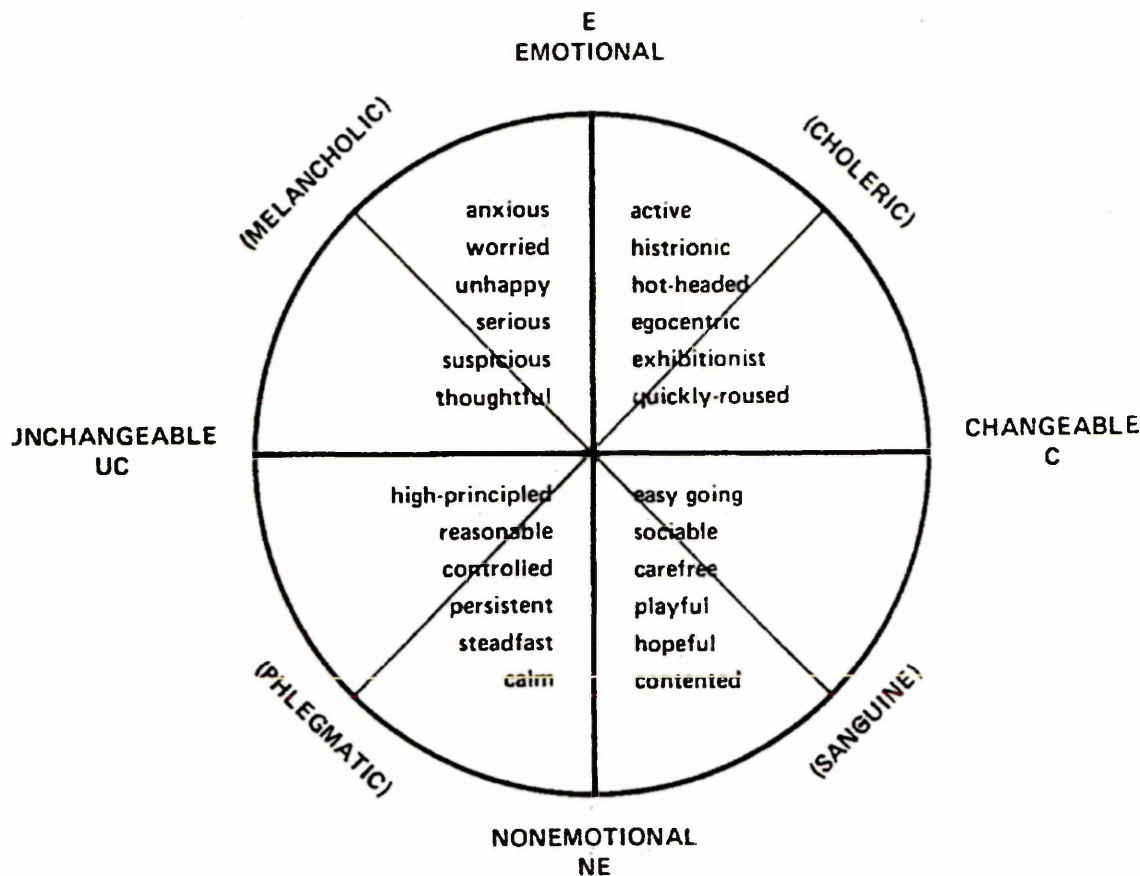 E
EMOTIONAL
(MELANCHOLIC)
(CHOLERIC)
anxious
worried
unhappy
serious
suspicious
thoughtful
active
histrionic
hot-headed
egocentric
exhibitionist
quickly-roused
JNCHANGEABLE
UC
CHANGEABLE
C
high-principled
reasonable
controlled
persistent
steadfast
calm
easy going
sociable
carefree
playful
hopeful
contented
(PHLEGMATIC)
(SANGUINE)
NONEMOTIONAL
NE